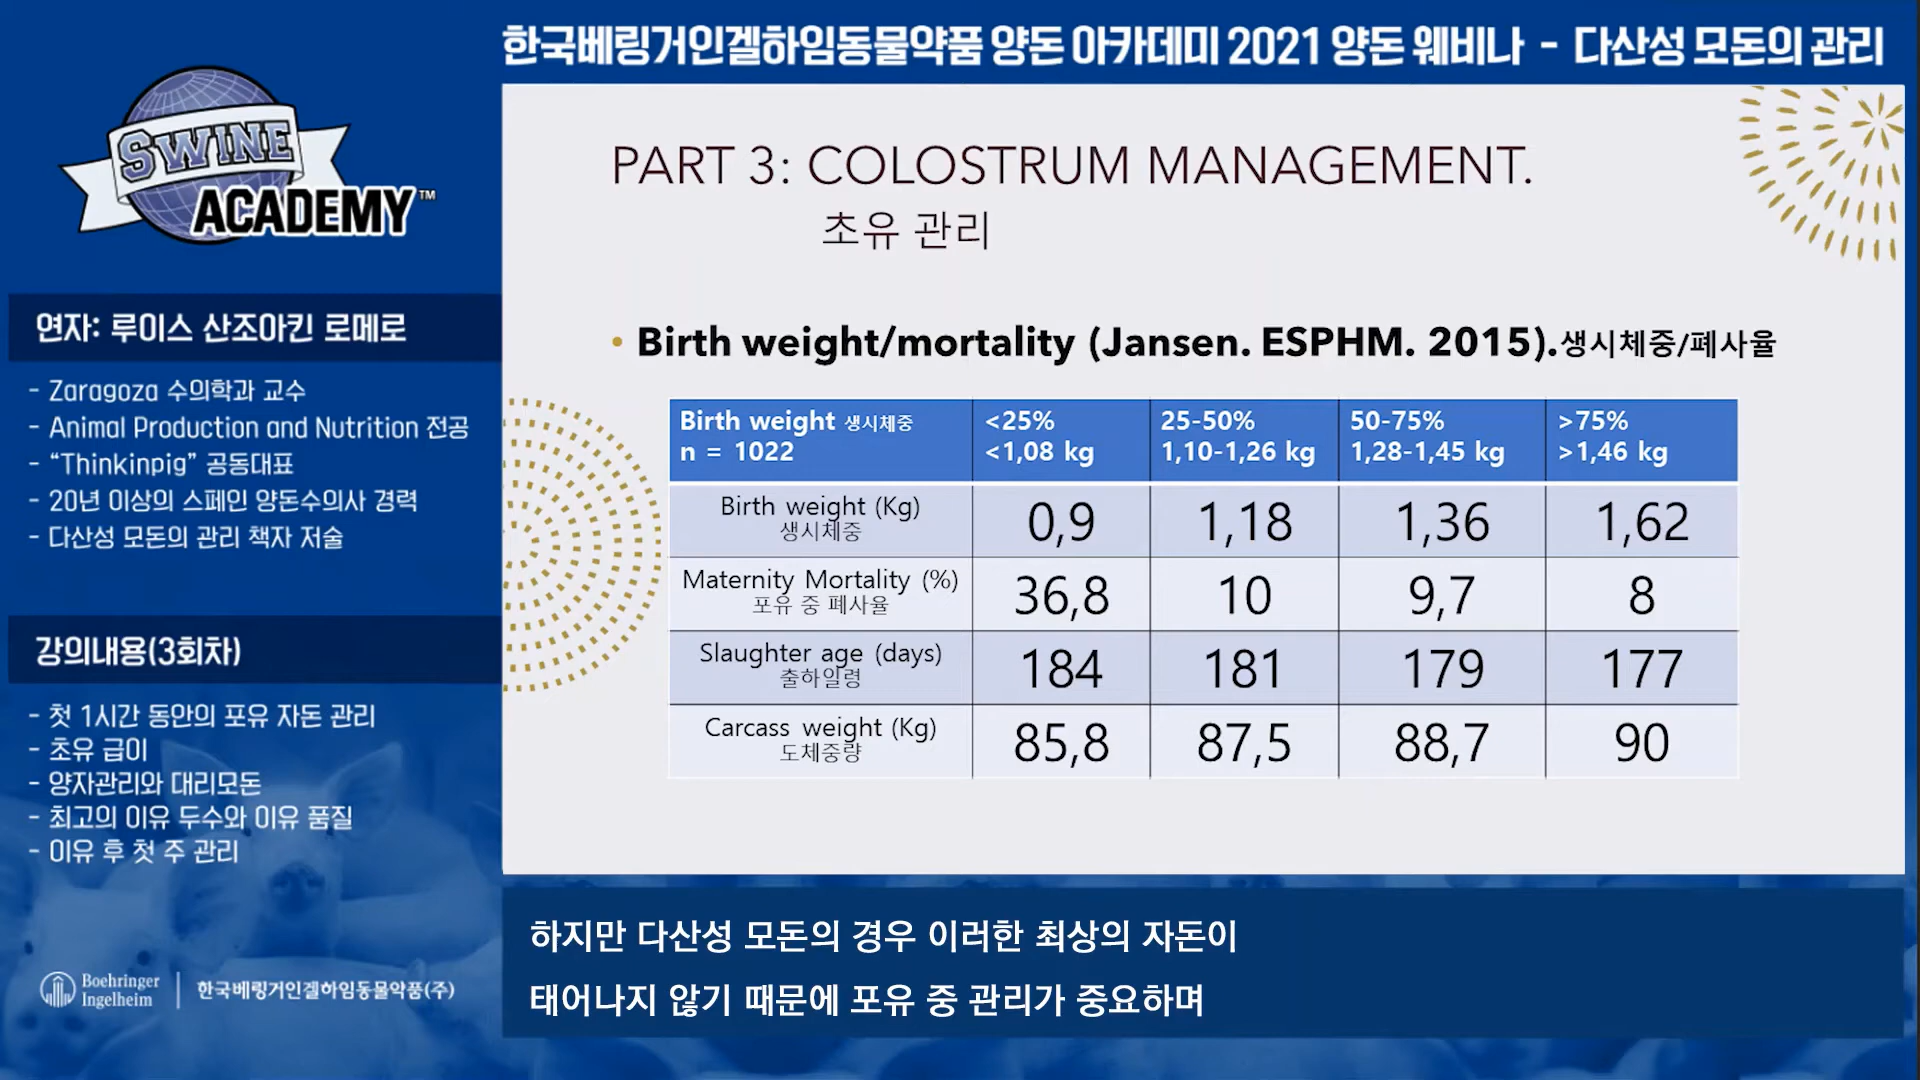 한국베링거인겔하임동물약품 양돈 아카데미 2021 양돈 웨비나 - 다산성 모돈의 관리
SWINE
ACADEMY™
연자: 루이스 산조아킨 로메로
- Zaragoza 수의학과 교수
- Animal Production and Nutrition 전공
- “Thinkinpig” 공동대표
- 20년 이상의 스페인 양돈수의사 경력
- 다산성 모돈의 관리 책자 저술
강의내용(3회차)
- 첫 1시간 동안의 포유 자돈 관리
- 초유 급이
- 양자관리와 대리모돈
- 최고의 이유 두수와 이유 품질
- 이유 후 첫 주 관리
Boehringer
Ingelheim
한국베링거인겔하임동물약품(주)
PART 3: COLOSTRUM MANAGEMENT.
초유 관리
• Birth weight/mortality (Jansen. ESPHM. 2015).생시체중/폐사율
Birth weight 생시체중 <25% 25-50% 50-75% >75%
n = 1022 <1,08 kg 1,10-1,26 kg 1,28-1,45 kg >1,46 kg
Birth weight (Kg)
생시체중
0,9 1,18 1,36 1,62
Maternity Mortality (%)
포유 중 폐사율
36,8 10 9,7 8
Slaughter age (days)
출하일령
184 181 179 177
Carcass weight (Kg)
도체중량
85,8 87,5 88,7 90
하지만 다산성 모돈의 경우 이러한 최상의 자돈이
태어나지 않기 때문에 포유 중 관리가 중요하며